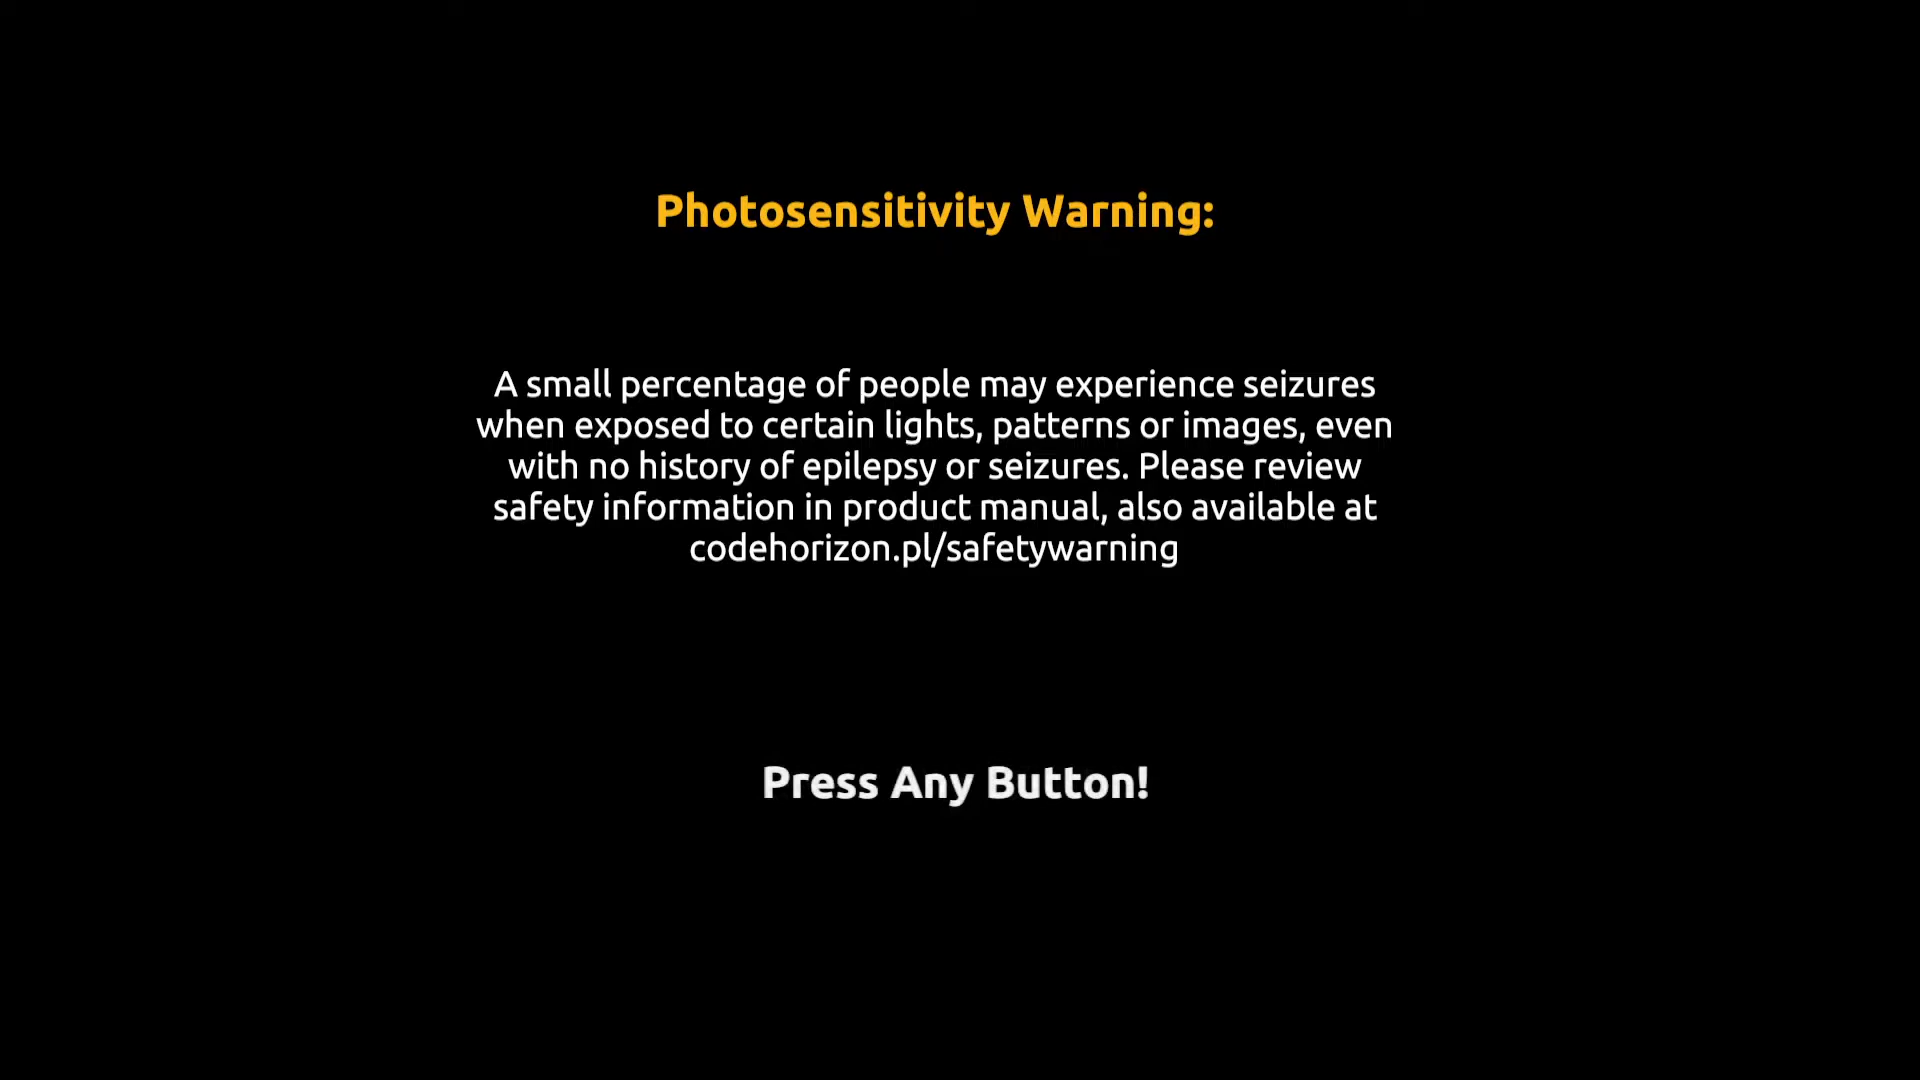 Photosensitivity Warning:
A small percentage of people may experience seizures
when exposed to certain lights, patterns or images, even
with no history of epilepsy or seizures. Please review
safety information in product manual, also available at
codehorizon.pl/safetywarning
Press Any Button!